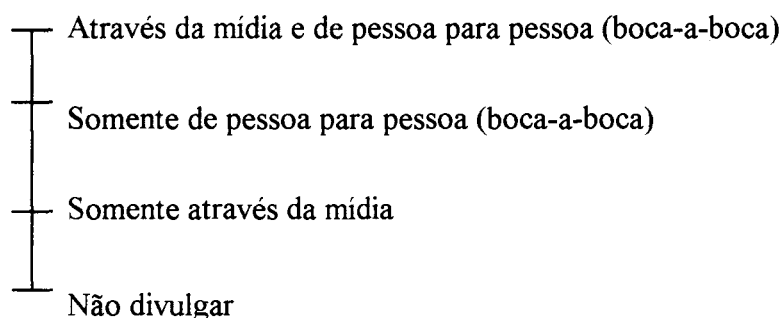 Através da mídia e de pessoa para pessoa (boca-a-boca)
Somente de pessoa para pessoa (boca-a-boca)
Somente através da mídia
Não divulgar